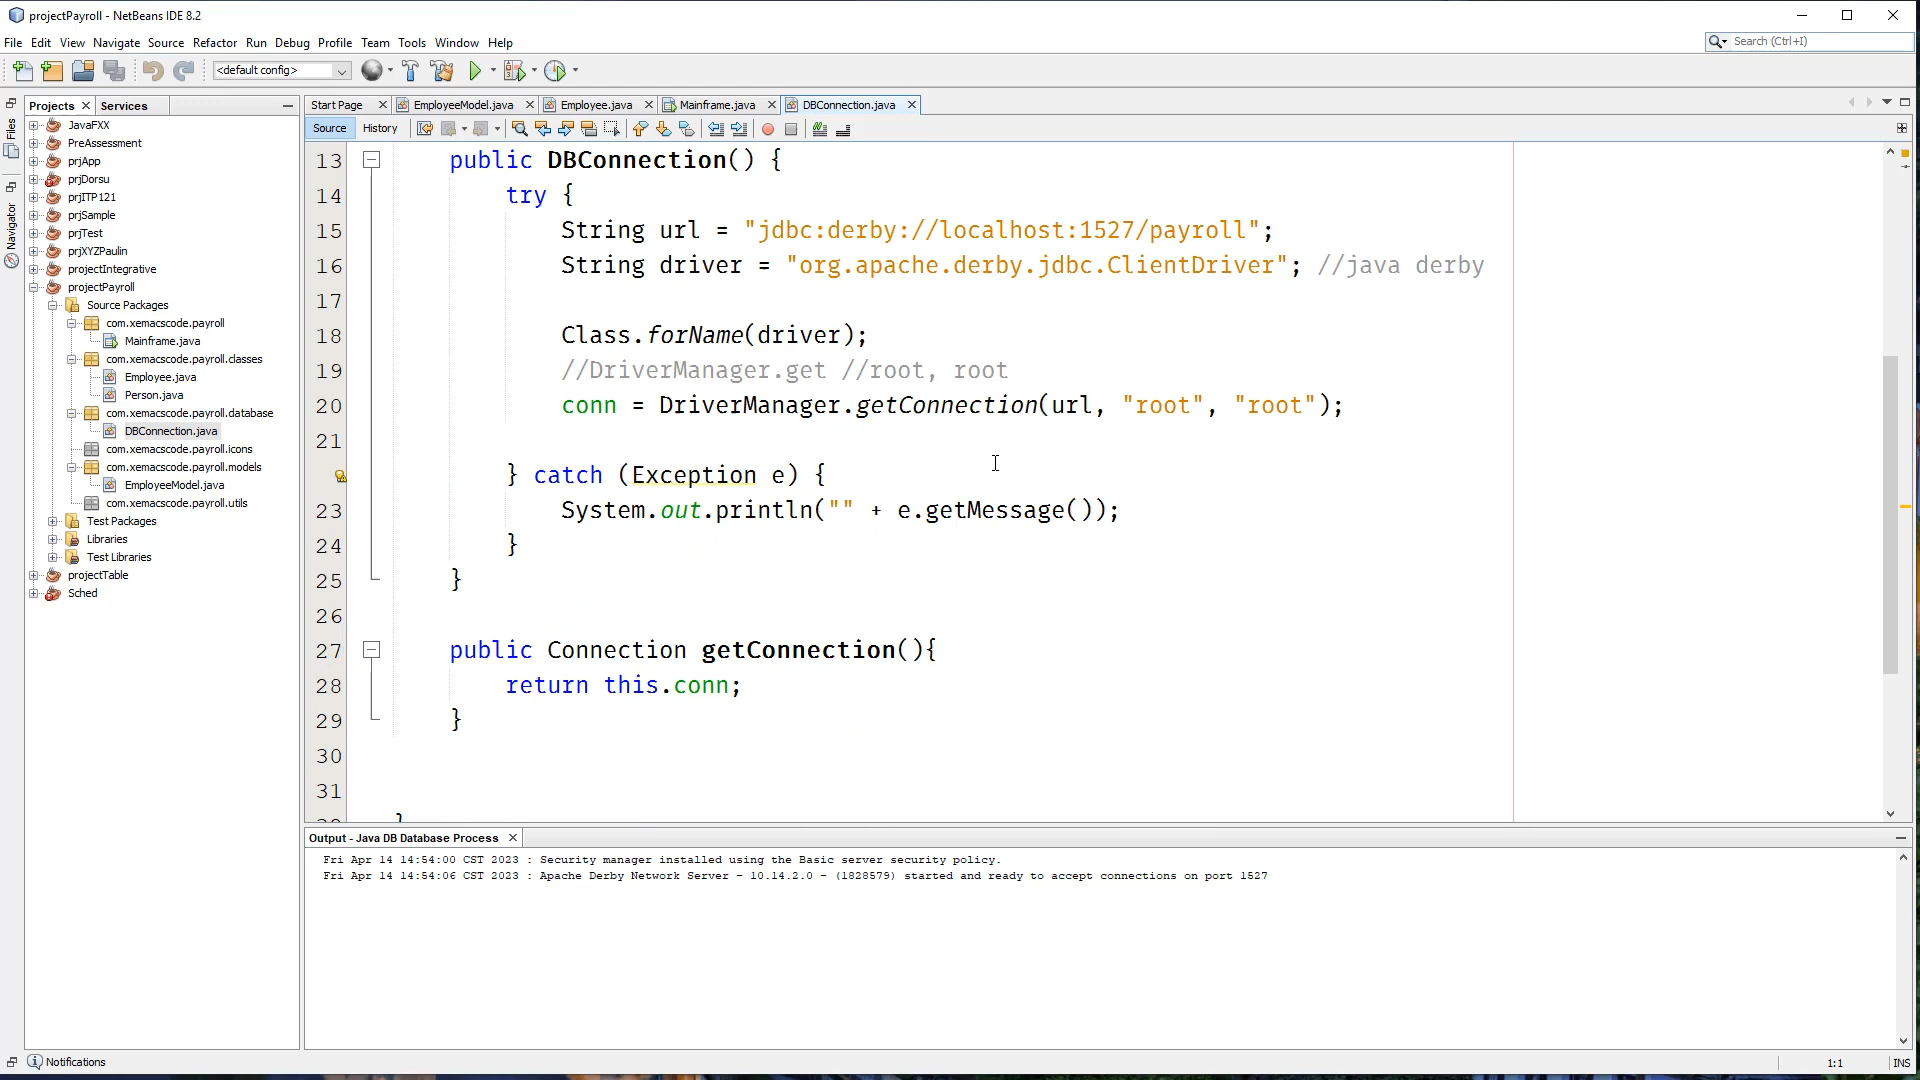 projectPayroll - NetBeans IDE 8.2
File Edit View Navigate Source Refactor Run Debug Profile Team Tools Window Help
Search (Ctrl+I)
<default config>
Projects Services
Start Page EmployeeModel.java Employee.java Mainframe.java DBConnection.java
Source History
Files
Navigator
JavaFXX
PreAssessment
prjApp
prjDorsu
prjITP121
prjSample
prjTest
prjXYZPaulin
projectIntegrative
projectPayroll
Source Packages
com.xemacscode.payroll
Mainframe.java
com.xemacscode.payroll.classes
Employee.java
Person.java
com.xemacscode.payroll.database
DBConnection.java
com.xemacscode.payroll.icons
com.xemacscode.payroll.models
EmployeeModel.java
com.xemacscode.payroll.utils
Test Packages
Libraries
Test Libraries
projectTable
Sched
13 public DBConnection() {
14 try {
15 String url = "jdbc:derby://localhost:1527/payroll";
16 String driver = "org.apache.derby.jdbc.ClientDriver"; //java derby
17
18 Class.forName(driver);
19 //DriverManager.get //root, root
20 conn = DriverManager.getConnection(url, "root", "root");
21
} catch (Exception e) {
23 System.out.println("" + e.getMessage());
24 }
25 }
26
27 public Connection getConnection(){
28 return this.conn;
29 }
30
31
}
Output - Java DB Database Process
Fri Apr 14 14:54:00 CST 2023 : Security manager installed using the Basic server security policy.
Fri Apr 14 14:54:06 CST 2023 : Apache Derby Network Server - 10.14.2.0 - (1828579) started and ready to accept connections on port 1527
Notifications
1:1 INS